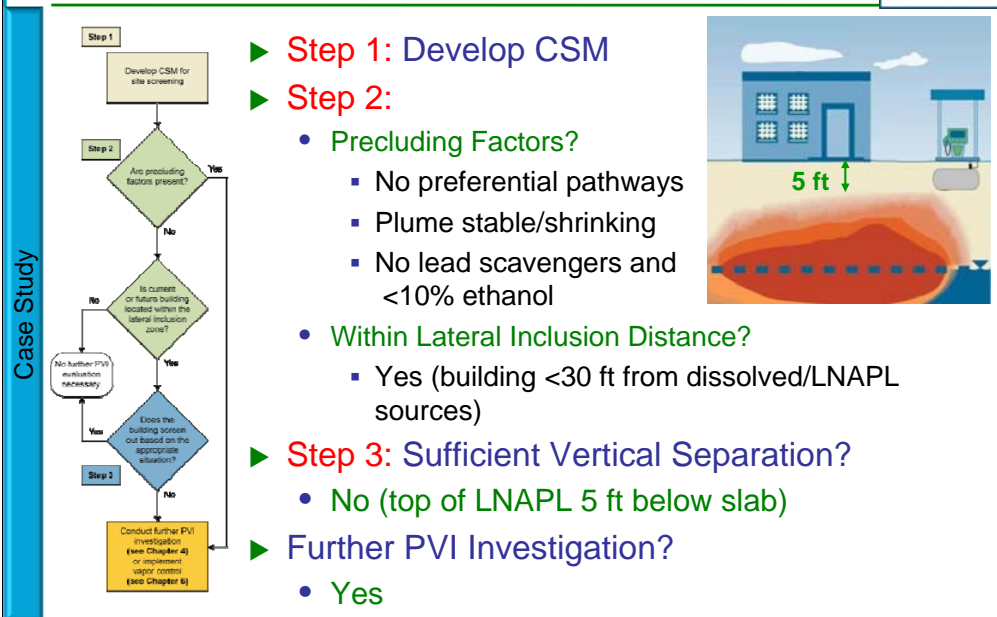 Case Study
Step 1
Develop CSM for
site screening
Step 2
Are precluding
factors present?
Yes
No
Is current
or future building
located within the
lateral inclusion
zone?
No
Yes
No further PVI
evaluation
necessary
Does the
building screen
out based on the
appropriate
situation?
Yes
Step 3
No
Conduct further PVI
investigation
(see Chapter 4)
or implement
vapor control
(see Chapter 6)
Step 1: Develop CSM
Step 2:
Precluding Factors?
No preferential pathways
Plume stable/shrinking
No lead scavengers and
<10% ethanol
Within Lateral Inclusion Distance?
Yes (building <30 ft from dissolved/LNAPL
sources)
Step 3: Sufficient Vertical Separation?
No (top of LNAPL 5 ft below slab)
Further PVI Investigation?
Yes
5 ft